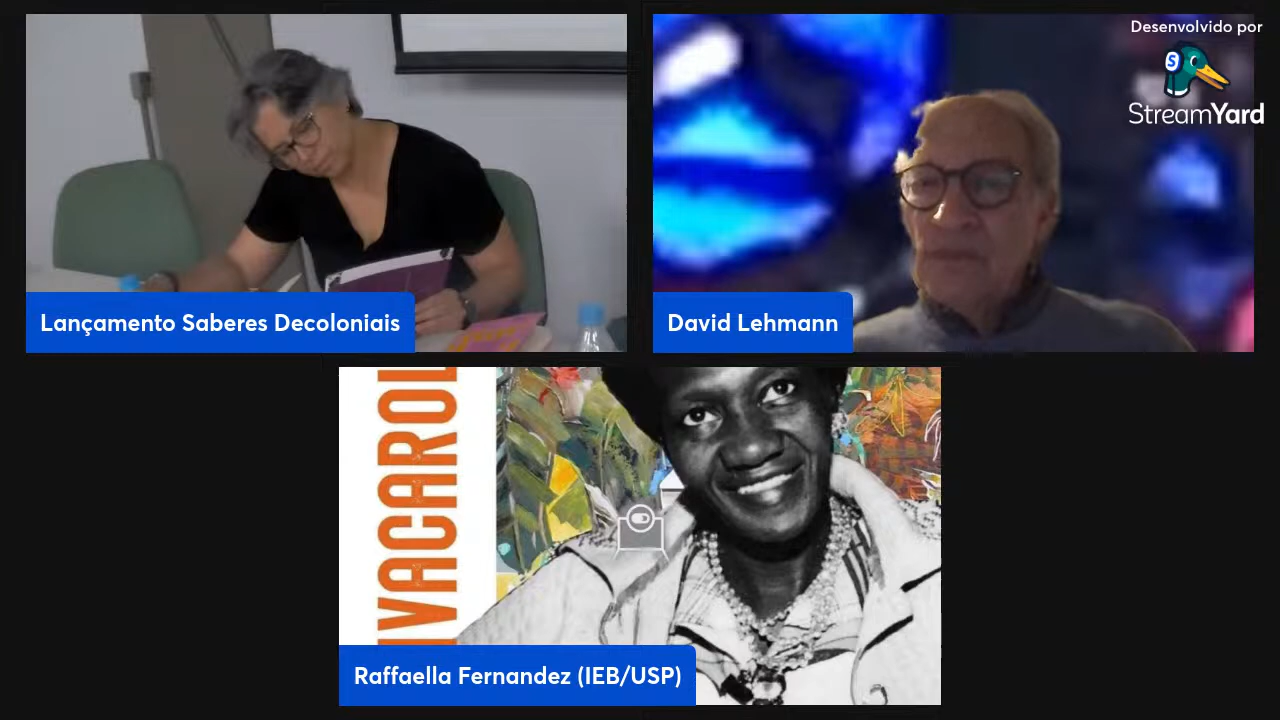 Desenvolvido por
StreamYard
Lançamento Saberes Decoloniais
David Lehmann
IVACAROL
Raffaella Fernandez (IEB/USP)